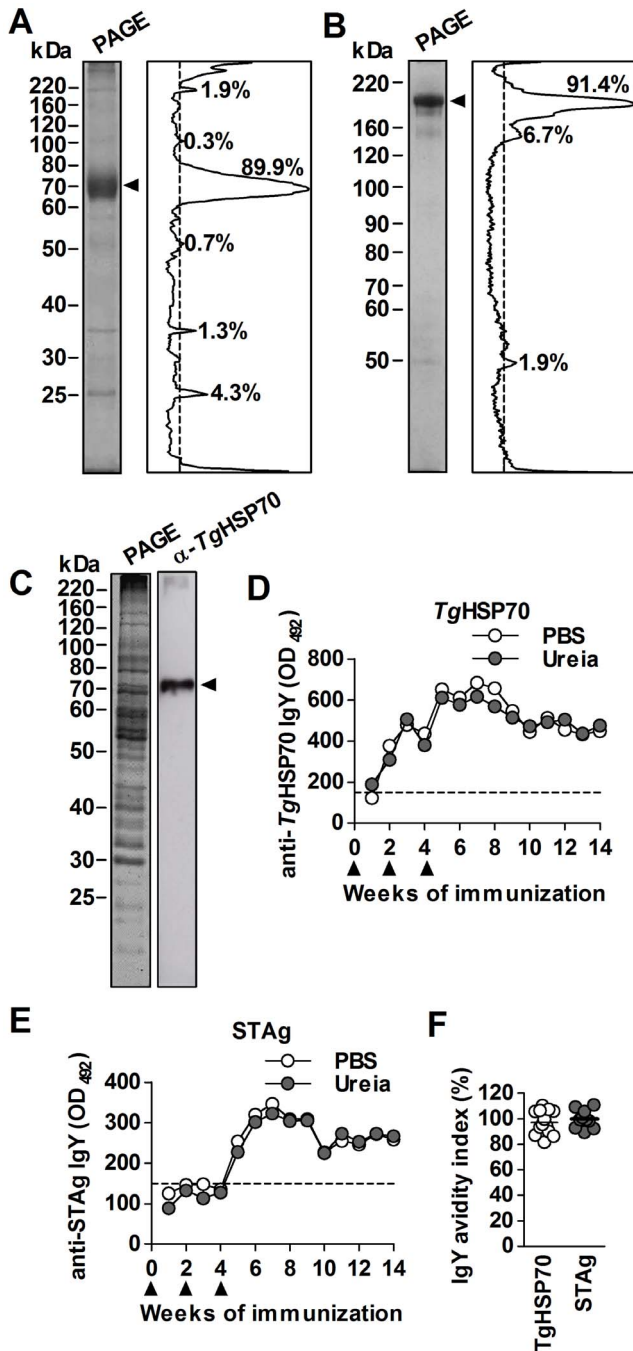 A
kDa
PAGE
220
160
120
100
80
70
60
50
40
30
25
1.9%
0.3%
89.9%
0.7%
1.3%
4.3%
B
kDa
PAGE
220
160
120
100
90
80
70
60
50
91.4%
6.7%
1.9%
C
kDa
PAGE
α-TgHSP70
220
160
120
100
80
70
60
50
40
30
25
D
TgHSP70
PBS
Ureia
anti-TgHSP70 IgY (OD492)
800
600
400
200
0
0 2 4 6 8 10 12 14
Weeks of immunization
E
STAg
PBS
Ureia
anti-STAg IgY (OD492)
400
300
200
100
0
0 2 4 6 8 10 12 14
Weeks of immunization
F
IgY avidity index (%)
120
100
80
60
40
20
0
TgHSP70
STAg